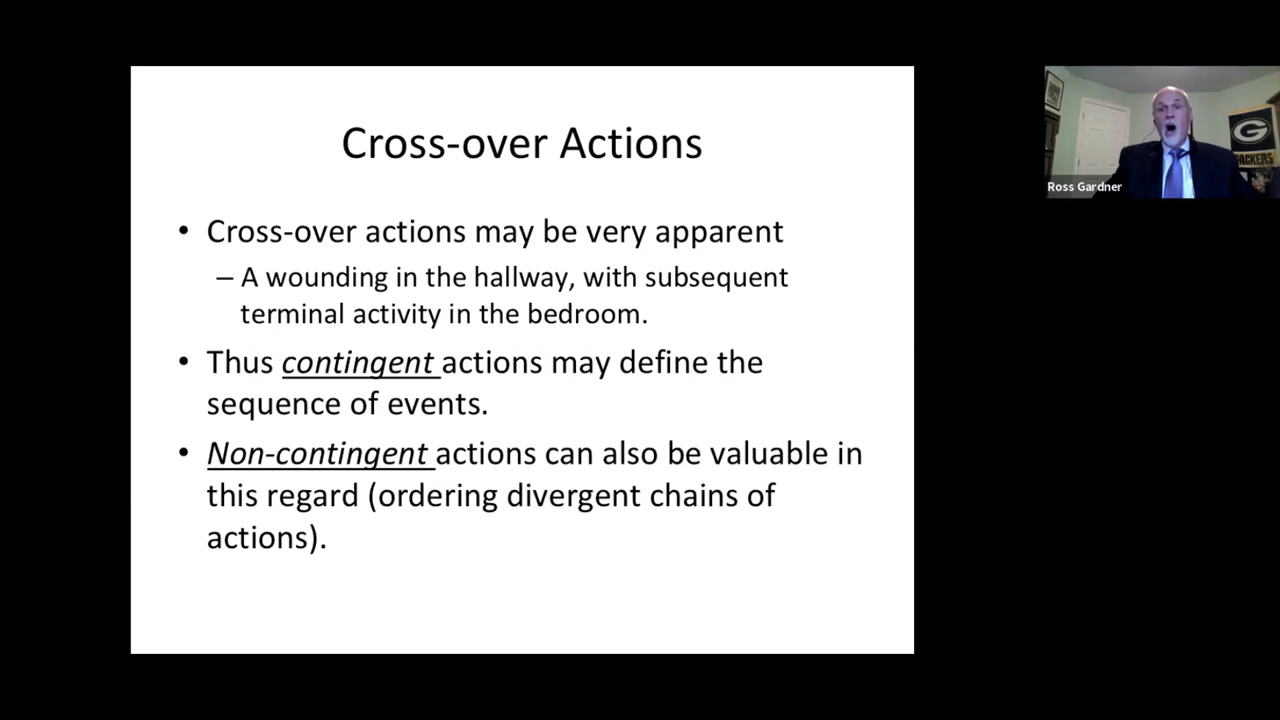 Cross-over Actions
• Cross-over actions may be very apparent
– A wounding in the hallway, with subsequent
terminal activity in the bedroom.
• Thus contingent actions may define the
sequence of events.
• Non-contingent actions can also be valuable in
this regard (ordering divergent chains of
actions).
G
PACKERS
Ross Gardner